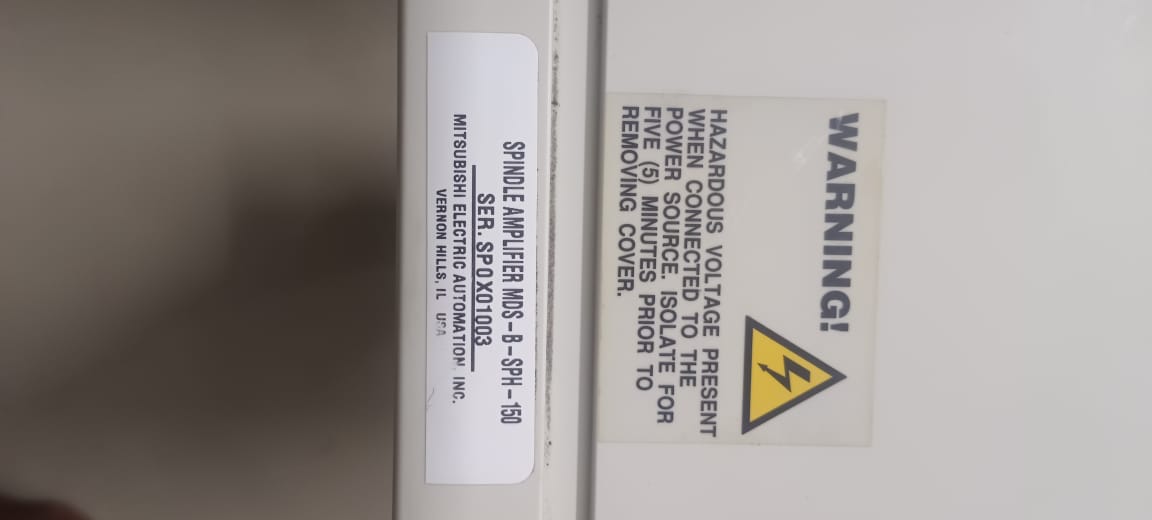 WARNING!
HAZARDOUS VOLTAGE PRESENT
WHEN CONNECTED TO THE
POWER SOURCE. ISOLATE FOR
FIVE (5) MINUTES PRIOR TO
REMOVING COVER.
SPINDLE AMPLIFIER MDS-B-SPH-150
SER. SP0X01003
MITSUBISHI ELECTRIC AUTOMATION, INC.
VERNON HILLS, IL USA